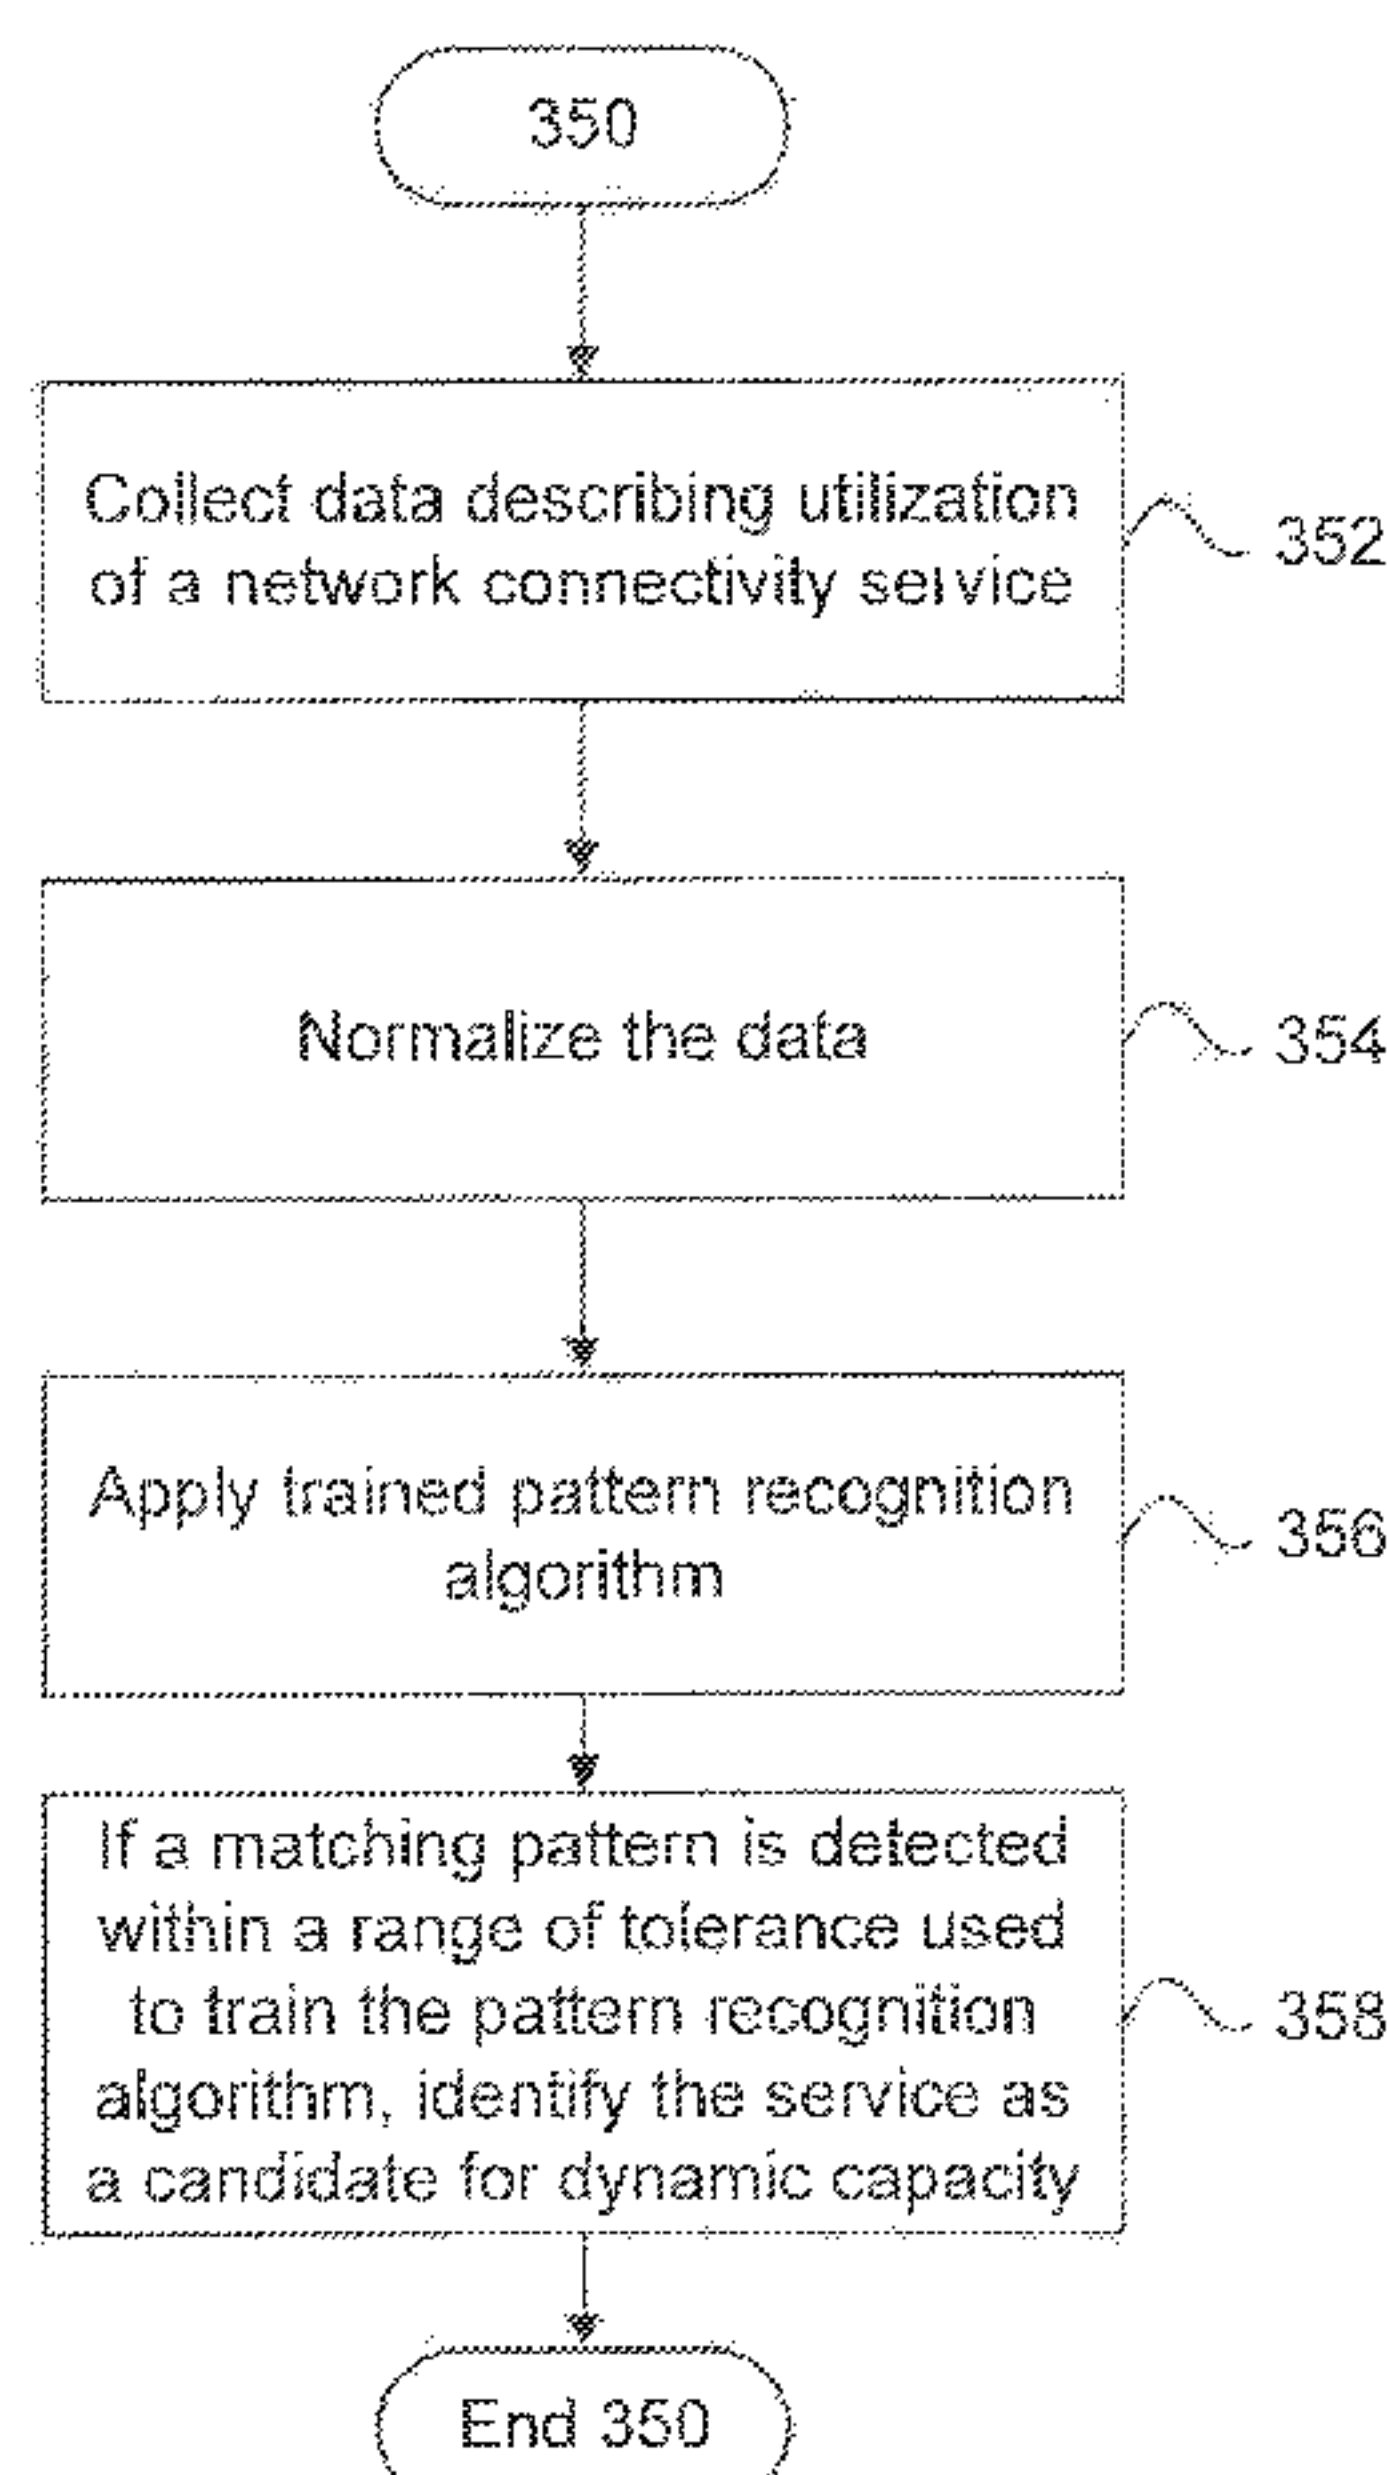 350
Collect data describing utilization
of a network connectivity service
352
Normalize the data
354
Apply trained pattern recognition
algorithm
356
If a matching pattern is detected
within a range of tolerance used
to train the pattern recognition
algorithm, identify the service as
a candidate for dynamic capacity
358
End 350